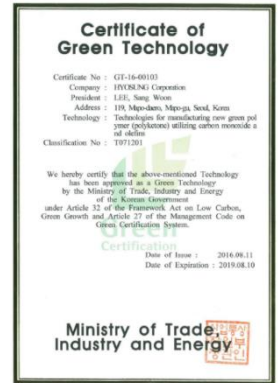 Certificate of
Green Technology
Certificate No : GT-16-00103
Company : HYOSUNG Corporation
President : LEE, Sang Woon
Address : 119, Mapo-daero, Mapo-gu, Seoul, Korea
Technology : Technologies for manufacturing new green pol
ymer (polyketone) utilizing carbon monoxide a
nd olefins
Classification No : T071201
We hereby certify that the above-mentioned Technology
has been approved as a Green Technology
by the Ministry of Trade, Industry and Energy
of the Korean Government
under Article 32 of the Framework Act on Low Carbon,
Green Growth and Article 27 of the Management Code on
Green Certification System.
Green
Certification
Date of Issue : 2016.08.11
Date of Expiration : 2019.08.10
Ministry of Trade,
Industry and Energy